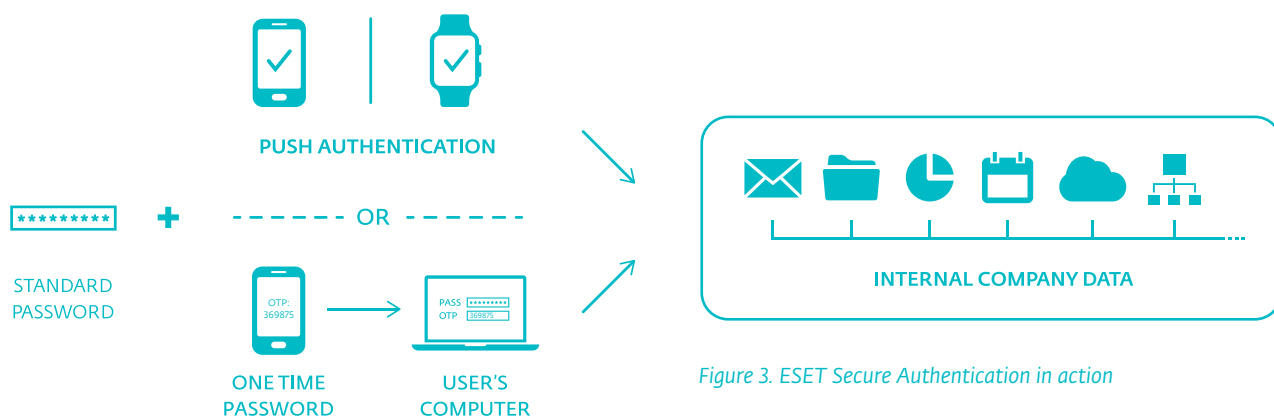 PUSH AUTHENTICATION
*********
+
OR
STANDARD
PASSWORD
OTP:
369875
PASS *********
OTP 369875
ONE TIME
PASSWORD
USER'S
COMPUTER
INTERNAL COMPANY DATA
Figure 3. ESET Secure Authentication in action